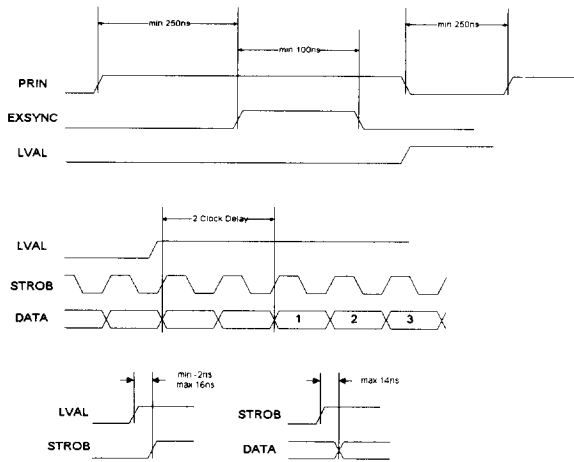 min 250ns
min 250ns
min 100ns
PRIN
EXSYNC
LVAL
2 Clock Delay
LVAL
STROB
DATA
1 2 3
min -2ns
max 16ns
max 14ns
LVAL
STROB
STROB
DATA